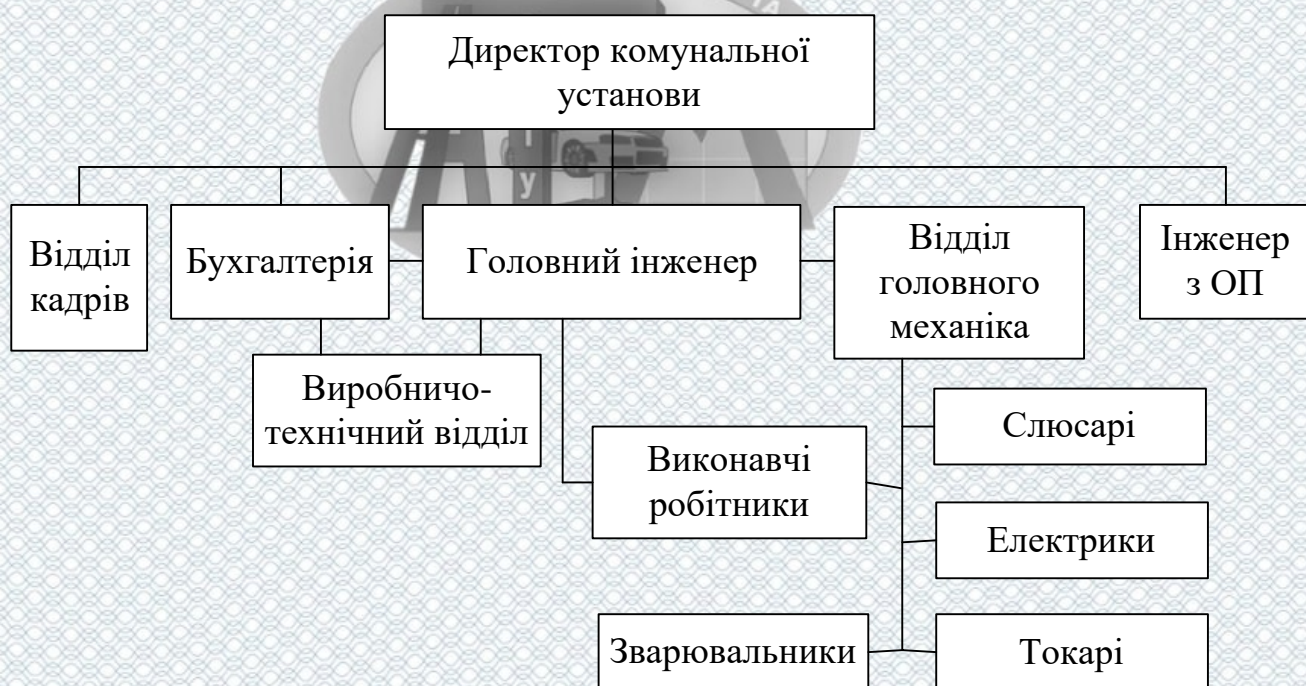 Директор комунальної
установи
Відділ
кадрів
Бухгалтерія
Головний інженер
Відділ
головного
механіка
Інженер
з ОП
Виробничо-
технічний відділ
Виконавчі
робітники
Слюсарі
Електрики
Зварювальники
Токарі